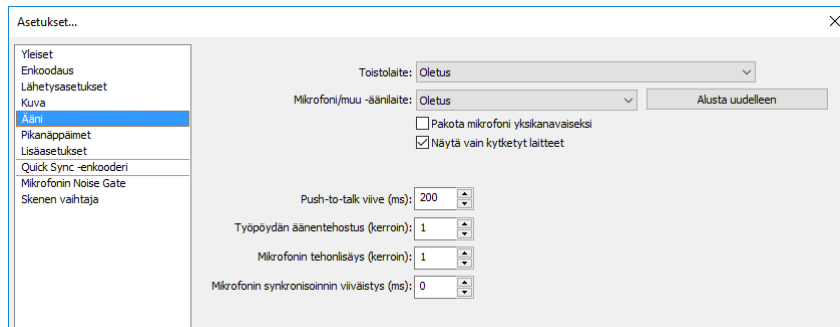 Asetukset...
Yleiset
Enkoodaus
Lähetysasetukset
Kuva
Ääni
Pikanäppäimet
Lisäasetukset
Quick Sync -enkooderi
Mikrofonin Noise Gate
Skenen vaihtaja
Toistolaite: Oletus
Mikrofoni/muu -äänilaite: Oletus Alusta uudelleen
Pakota mikrofoni yksikanavaiseksi
Näytä vain kytketyt laitteet
Push-to-talk viive (ms): 200
Työpöydän äänentehostus (kerroin): 1
Mikrofonin tehonlisäys (kerroin): 1
Mikrofonin synkronisoinnin viiväistys (ms): 0